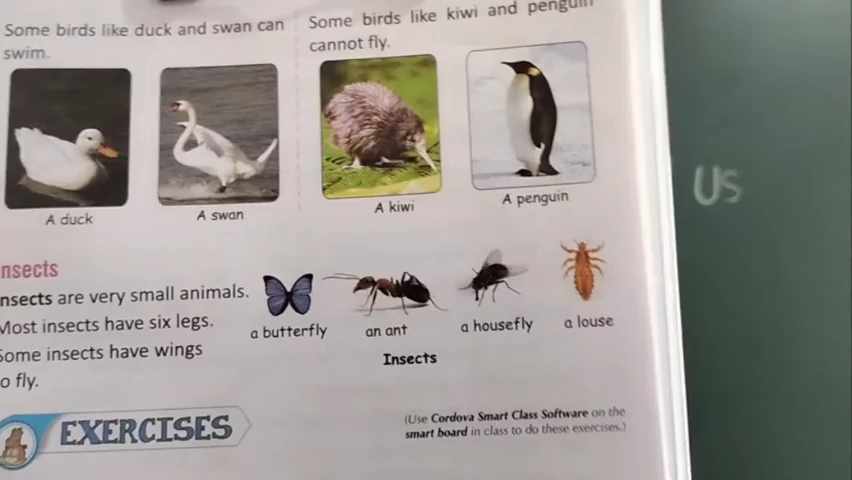 Some birds like duck and swan can
swim.
Some birds like kiwi and penguin
cannot fly.
A duck
A swan
A kiwi
A penguin
nsects
nsects are very small animals.
Most insects have six legs.
Some insects have wings
o fly.
a butterfly
an ant
a housefly
a louse
Insects
EXERCISES
(Use Cordova Smart Class Software on the
smart board in class to do these exercises.)
US